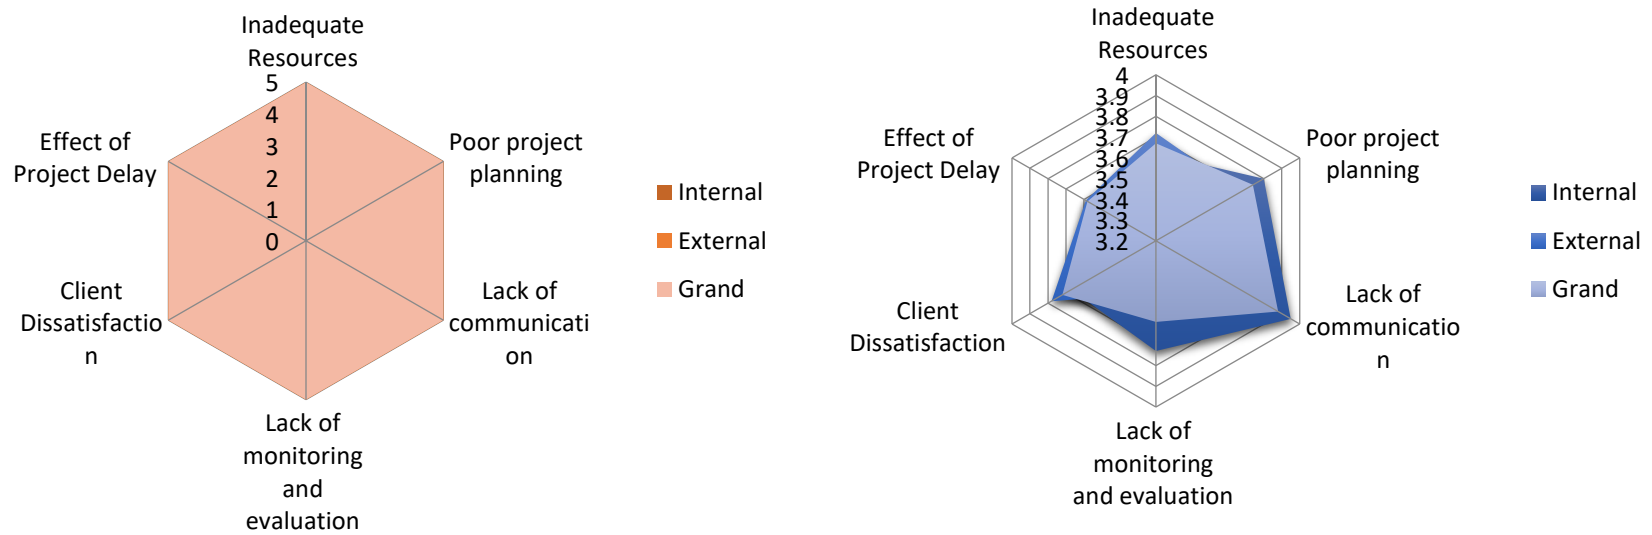 Inadequate
Resources
5
4
3
2
1
0
Effect of
Project Delay
Poor project
planning
Client
Dissatisfactio
n
Lack of
communicati
on
Lack of
monitoring
and
evaluation
Internal
External
Grand
Inadequate
Resources
4
3.9
3.8
3.7
3.6
3.5
3.4
3.3
3.2
Effect of
Project Delay
Poor project
planning
Client
Dissatisfaction
Lack of
communicatio
n
Lack of
monitoring
and evaluation
Internal
External
Grand